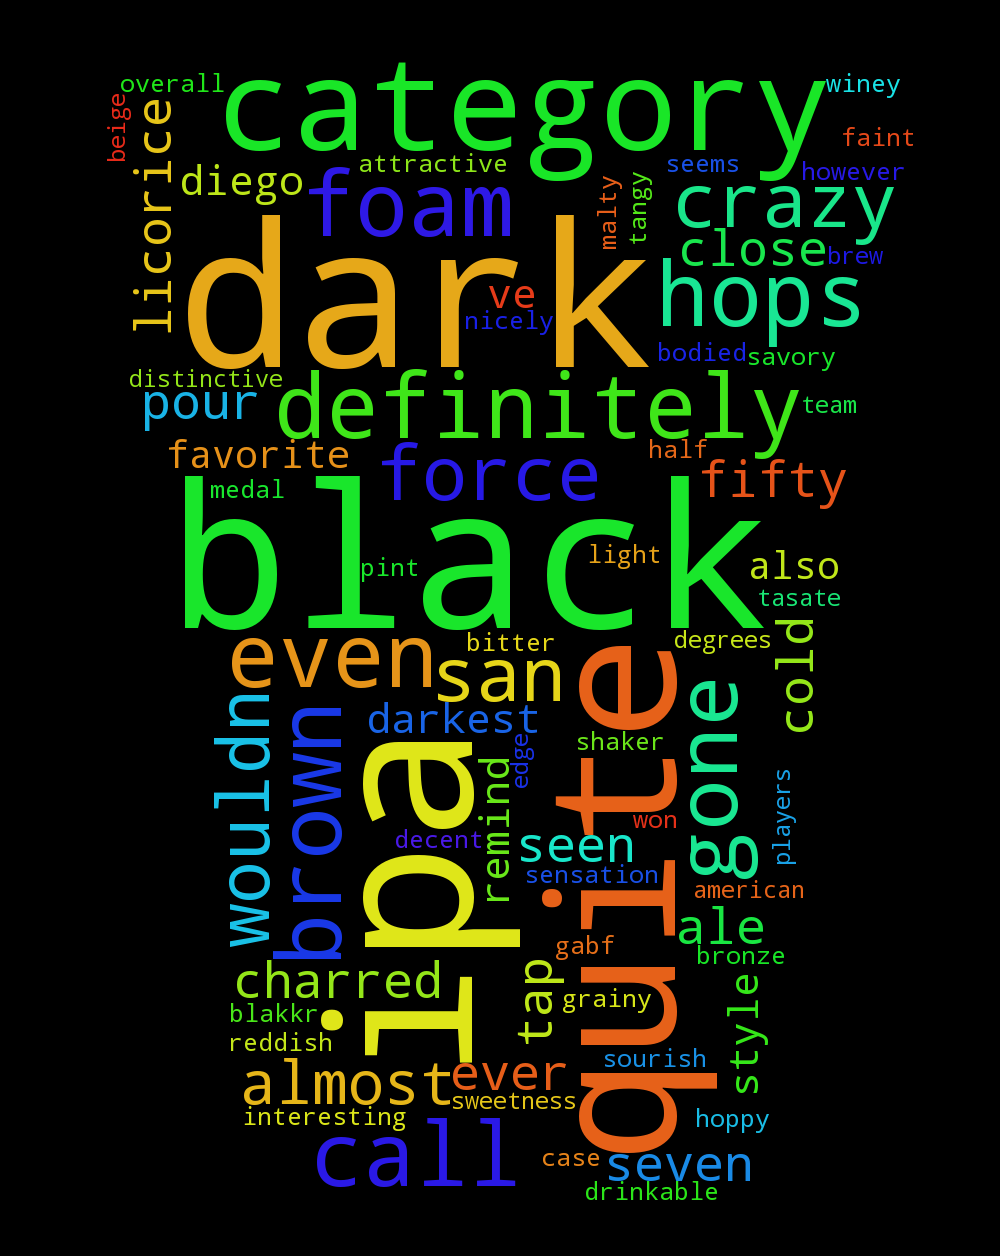 category
overall
winey
beige
licorice
faint
attractive
seems
however
diego
foam
malty
tangy
crazy
dark
close
brew
ve
nicely
hops
bodied
savory
distinctive
pour
definitely
team
favorite
force
half
fifty
medal
black
pint
light
also
tasate
even
bitter
san
degrees
cold
wouldn
brown
darkest
ipa
edge
remind
quite
shaker
gone
players
decent
seen
won
sensation
american
ale
gabf
bronze
charred
tap
grainy
style
blakkr
reddish
sourish
almost
ever
sweetness
interesting
hoppy
call
case
seven
drinkable